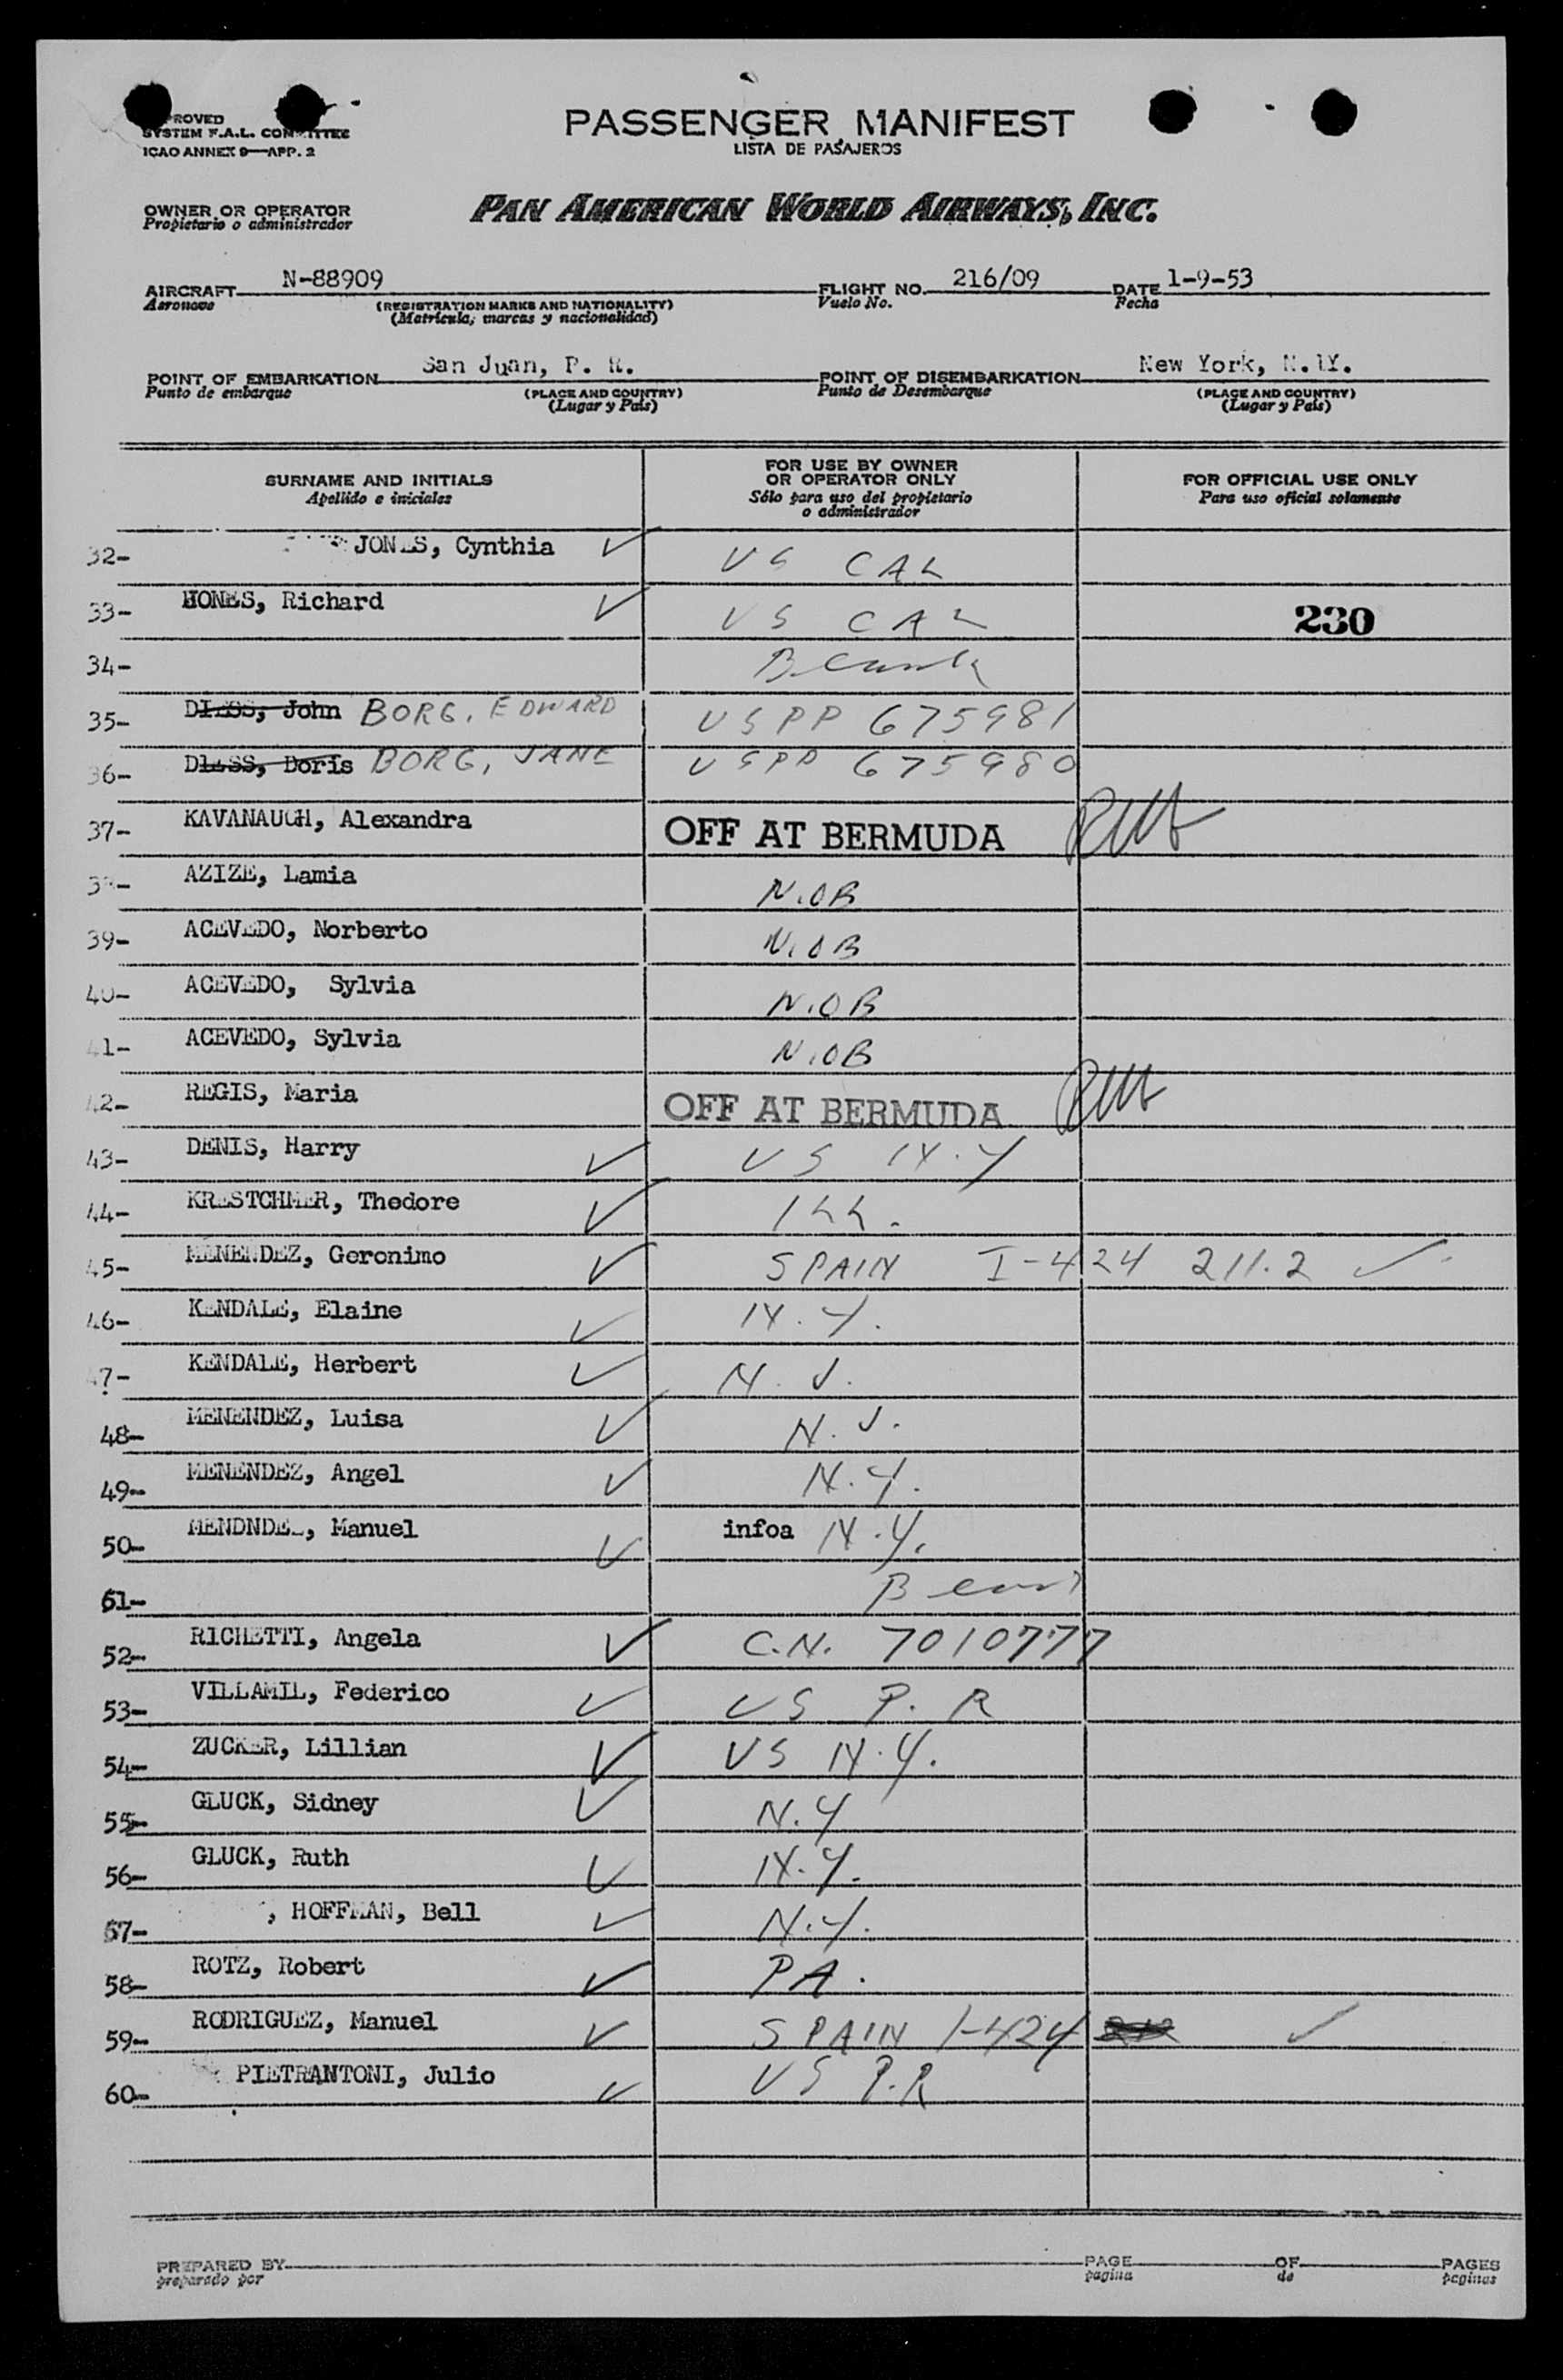 PASSENGER MANIFEST
LISTA DE PASAJEROS
SYSTEM F.A.L. COMMITTEE
ICAO ANNEX 9—APP. 2
OWNER OR OPERATOR
Propietario o administrador
PAN AMERICAN WORLD AIRWAYS, INC.
AIRCRAFT N-88909 FLIGHT NO. 216/09 DATE 1-9-53
Aeronave (REGISTRATION MARKS AND NATIONALITY) Vuelo No. Fecha
(Matrícula, marcas y nacionalidad)
POINT OF EMBARKATION San Juan, P. R. POINT OF DISEMBARKATION New York, N.Y.
Punto de embarque (PLACE AND COUNTRY) Punto de Desembarque (PLACE AND COUNTRY)
(Lugar y País) (Lugar y País)
SURNAME AND INITIALS FOR USE BY OWNER OR OPERATOR ONLY FOR OFFICIAL USE ONLY
Apellido e iniciales Sólo para uso del propietario o administrador Para uso oficial solamente
32- JONES, Cynthia ✓ US CAL
33- HONES, Richard ✓ US CAL 230
34-
35- John BORG, EDWARD USPP 675981
36- Doris BORG, JANE USPP 675980
37- KAVANAUGH, Alexandra OFF AT BERMUDA
38- AZIZE, Lamia N.OB
39- ACEVEDO, Norberto N.OB
40- ACEVEDO, Sylvia N.OB
41- ACEVEDO, Sylvia N.OB
42- REGIS, Maria OFF AT BERMUDA
43- DENIS, Harry ✓ US N.Y
44- KRESTCHMER, Thedore ✓ ILL.
45- MENENDEZ, Geronimo ✓ SPAIN I-424 211.2 ✓
46- KENDALE, Elaine ✓ N.Y.
47- KENDALE, Herbert ✓ N.J.
48- MENENDEZ, Luisa ✓ N.J.
49- MENENDEZ, Angel ✓ N.Y.
50- Manuel ✓ infoa N.Y.
51-
52- RICHETTI, Angela ✓ C.N. 7010777
53- VILLAMIL, Federico ✓ US P.R
54- ZUCKER, Lillian ✓ US N.Y.
55- GLUCK, Sidney ✓ N.Y
56- GLUCK, Ruth ✓ N.Y.
57- , HOFFMAN, Bell ✓ N.Y.
58- ROTZ, Robert ✓ PA.
59- RODRIGUEZ, Manuel ✓ SPAIN I-424 ✓
60- PIETRANTONI, Julio ✓ US P.R
PREPARED BY PAGE OF PAGES
preparado por pagina de paginas